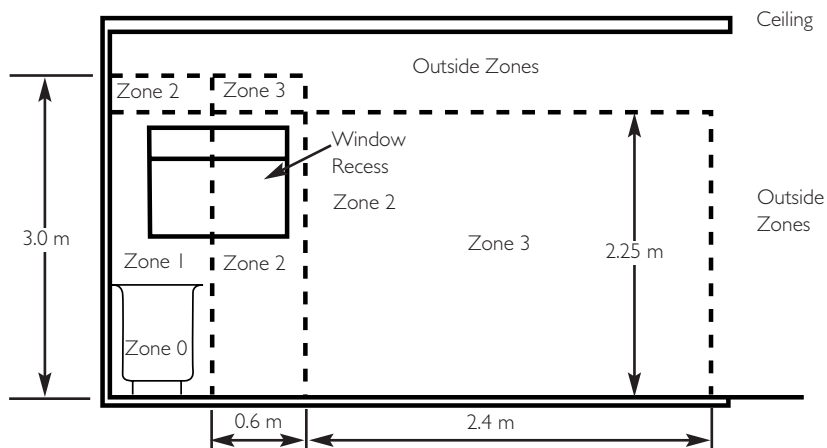 Ceiling
Outside Zones
Zone 2
Zone 3
Window
Recess
Zone 2
Outside
Zones
3.0 m
Zone 3
2.25 m
Zone 1
Zone 2
Zone 0
0.6 m
2.4 m